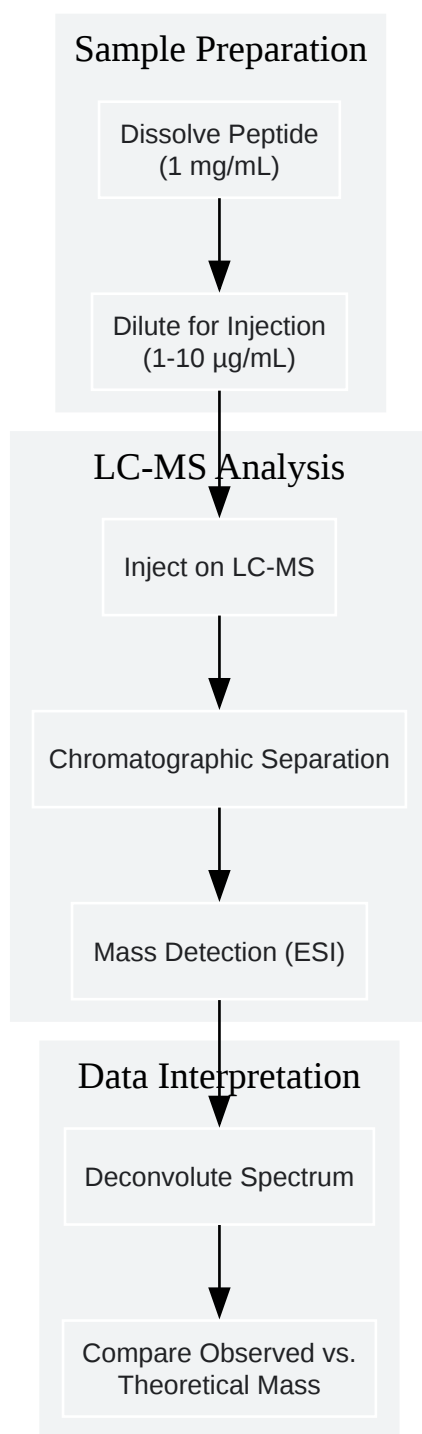 Sample Preparation
Dissolve Peptide
(1 mg/mL)
Dilute for Injection
(1-10 µg/mL)
LC-MS Analysis
Inject on LC-MS
Chromatographic Separation
Mass Detection (ESI)
Data Interpretation
Deconvolute Spectrum
Compare Observed vs.
Theoretical Mass